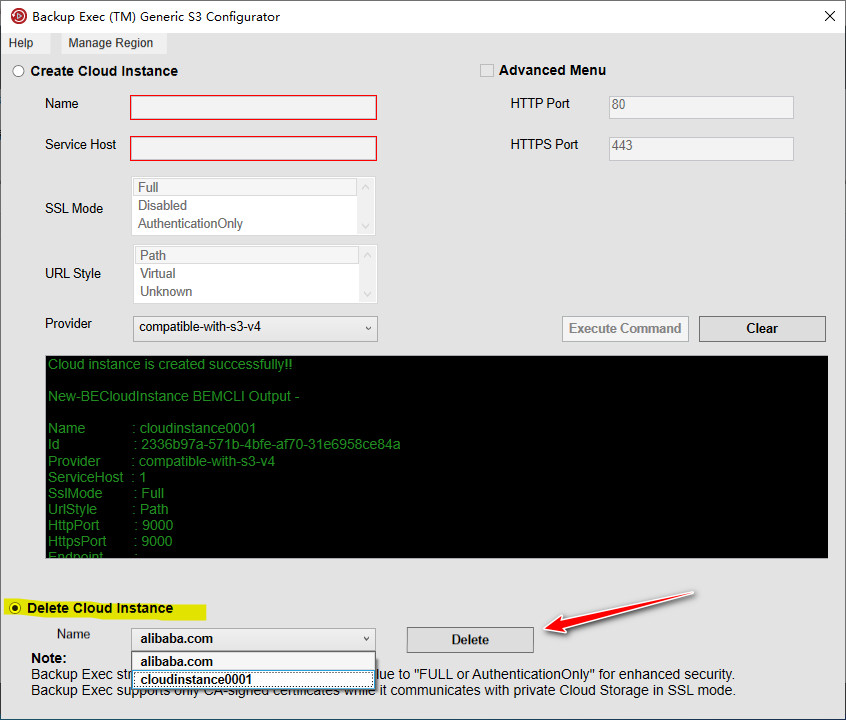 Backup Exec (TM) Generic S3 Configurator
Help Manage Region
Create Cloud Instance
Advanced Menu
Name
HTTP Port 80
Service Host
HTTPS Port 443
SSL Mode
Full
Disabled
AuthenticationOnly
URL Style
Path
Virtual
Unknown
Provider compatible-with-s3-v4
Execute Command Clear
Cloud instance is created successfully!!
New-BECloudInstance BEMCLI Output -
Name : cloudinstance0001
Id : 2336b97a-571b-4bfe-af70-31e6958ce84a
Provider : compatible-with-s3-v4
ServiceHost : 1
SslMode : Full
UrlStyle : Path
HttpPort : 9000
HttpsPort : 9000
Endpoint :
Delete Cloud Instance
Name alibaba.com Delete
alibaba.com
cloudinstance0001
Note:
Backup Exec lue to "FULL or AuthenticationOnly" for enhanced security.
Backup Exec supports only CA-signed certificates while it communicates with private Cloud Storage in SSL mode.